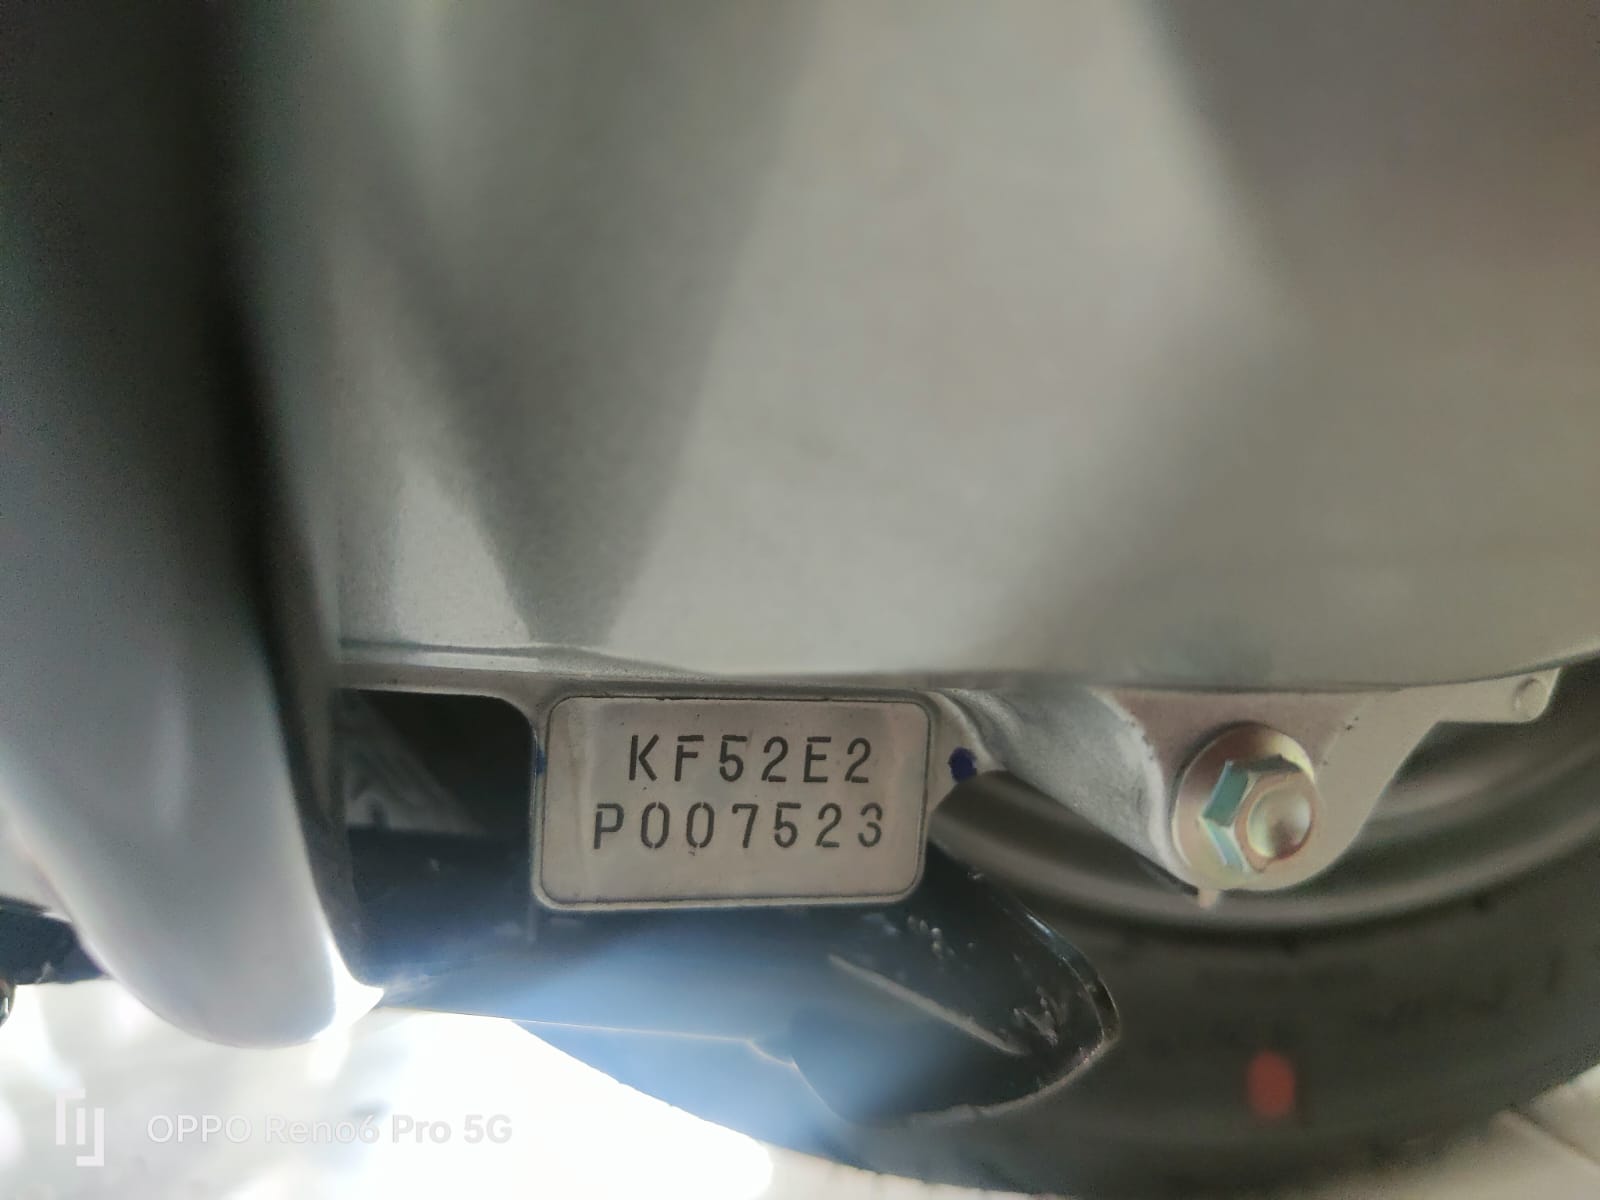 KF52E2
P007523
OPPO Reno6 Pro 5G